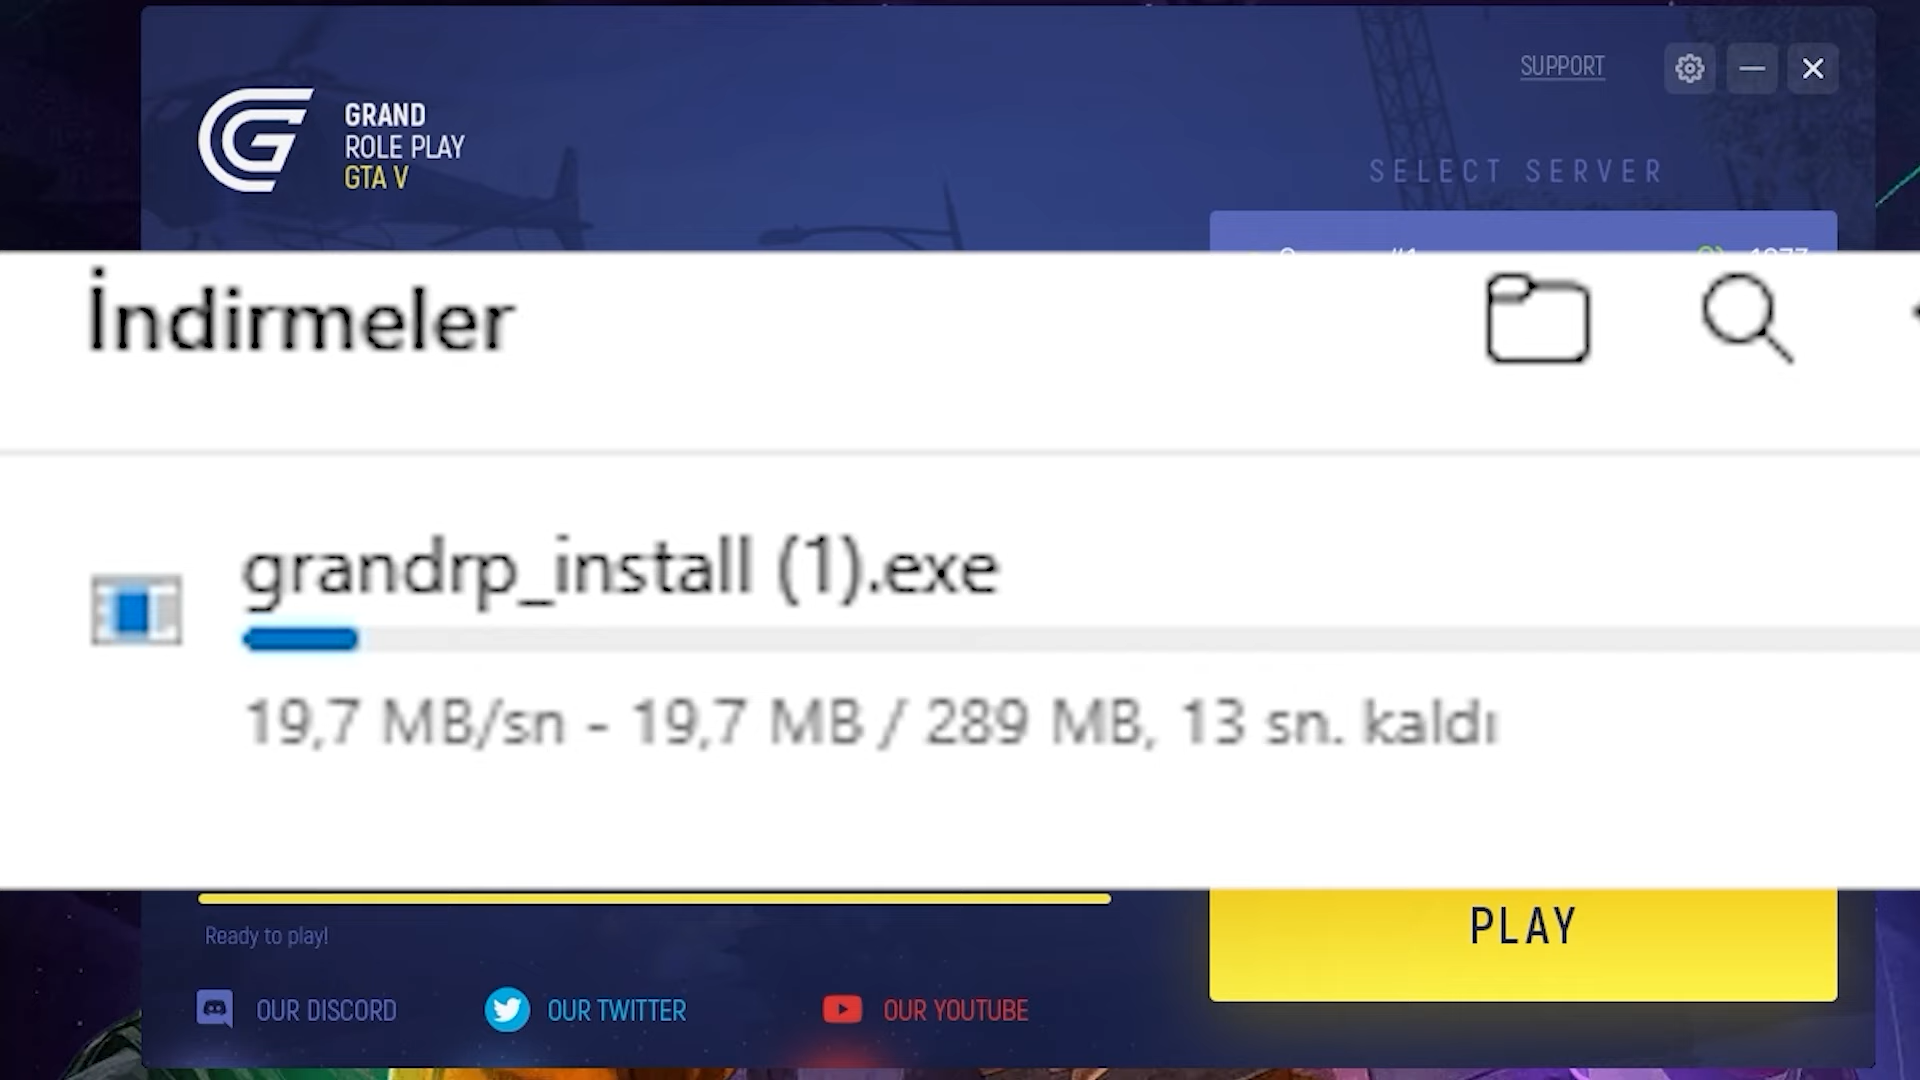 SUPPORT
GRAND
ROLE PLAY
GTA V
SELECT SERVER
İndirmeler
grandrp_install (1).exe
19,7 MB/sn - 19,7 MB / 289 MB, 13 sn. kaldı
PLAY
Ready to play!
OUR DISCORD
OUR TWITTER
OUR YOUTUBE